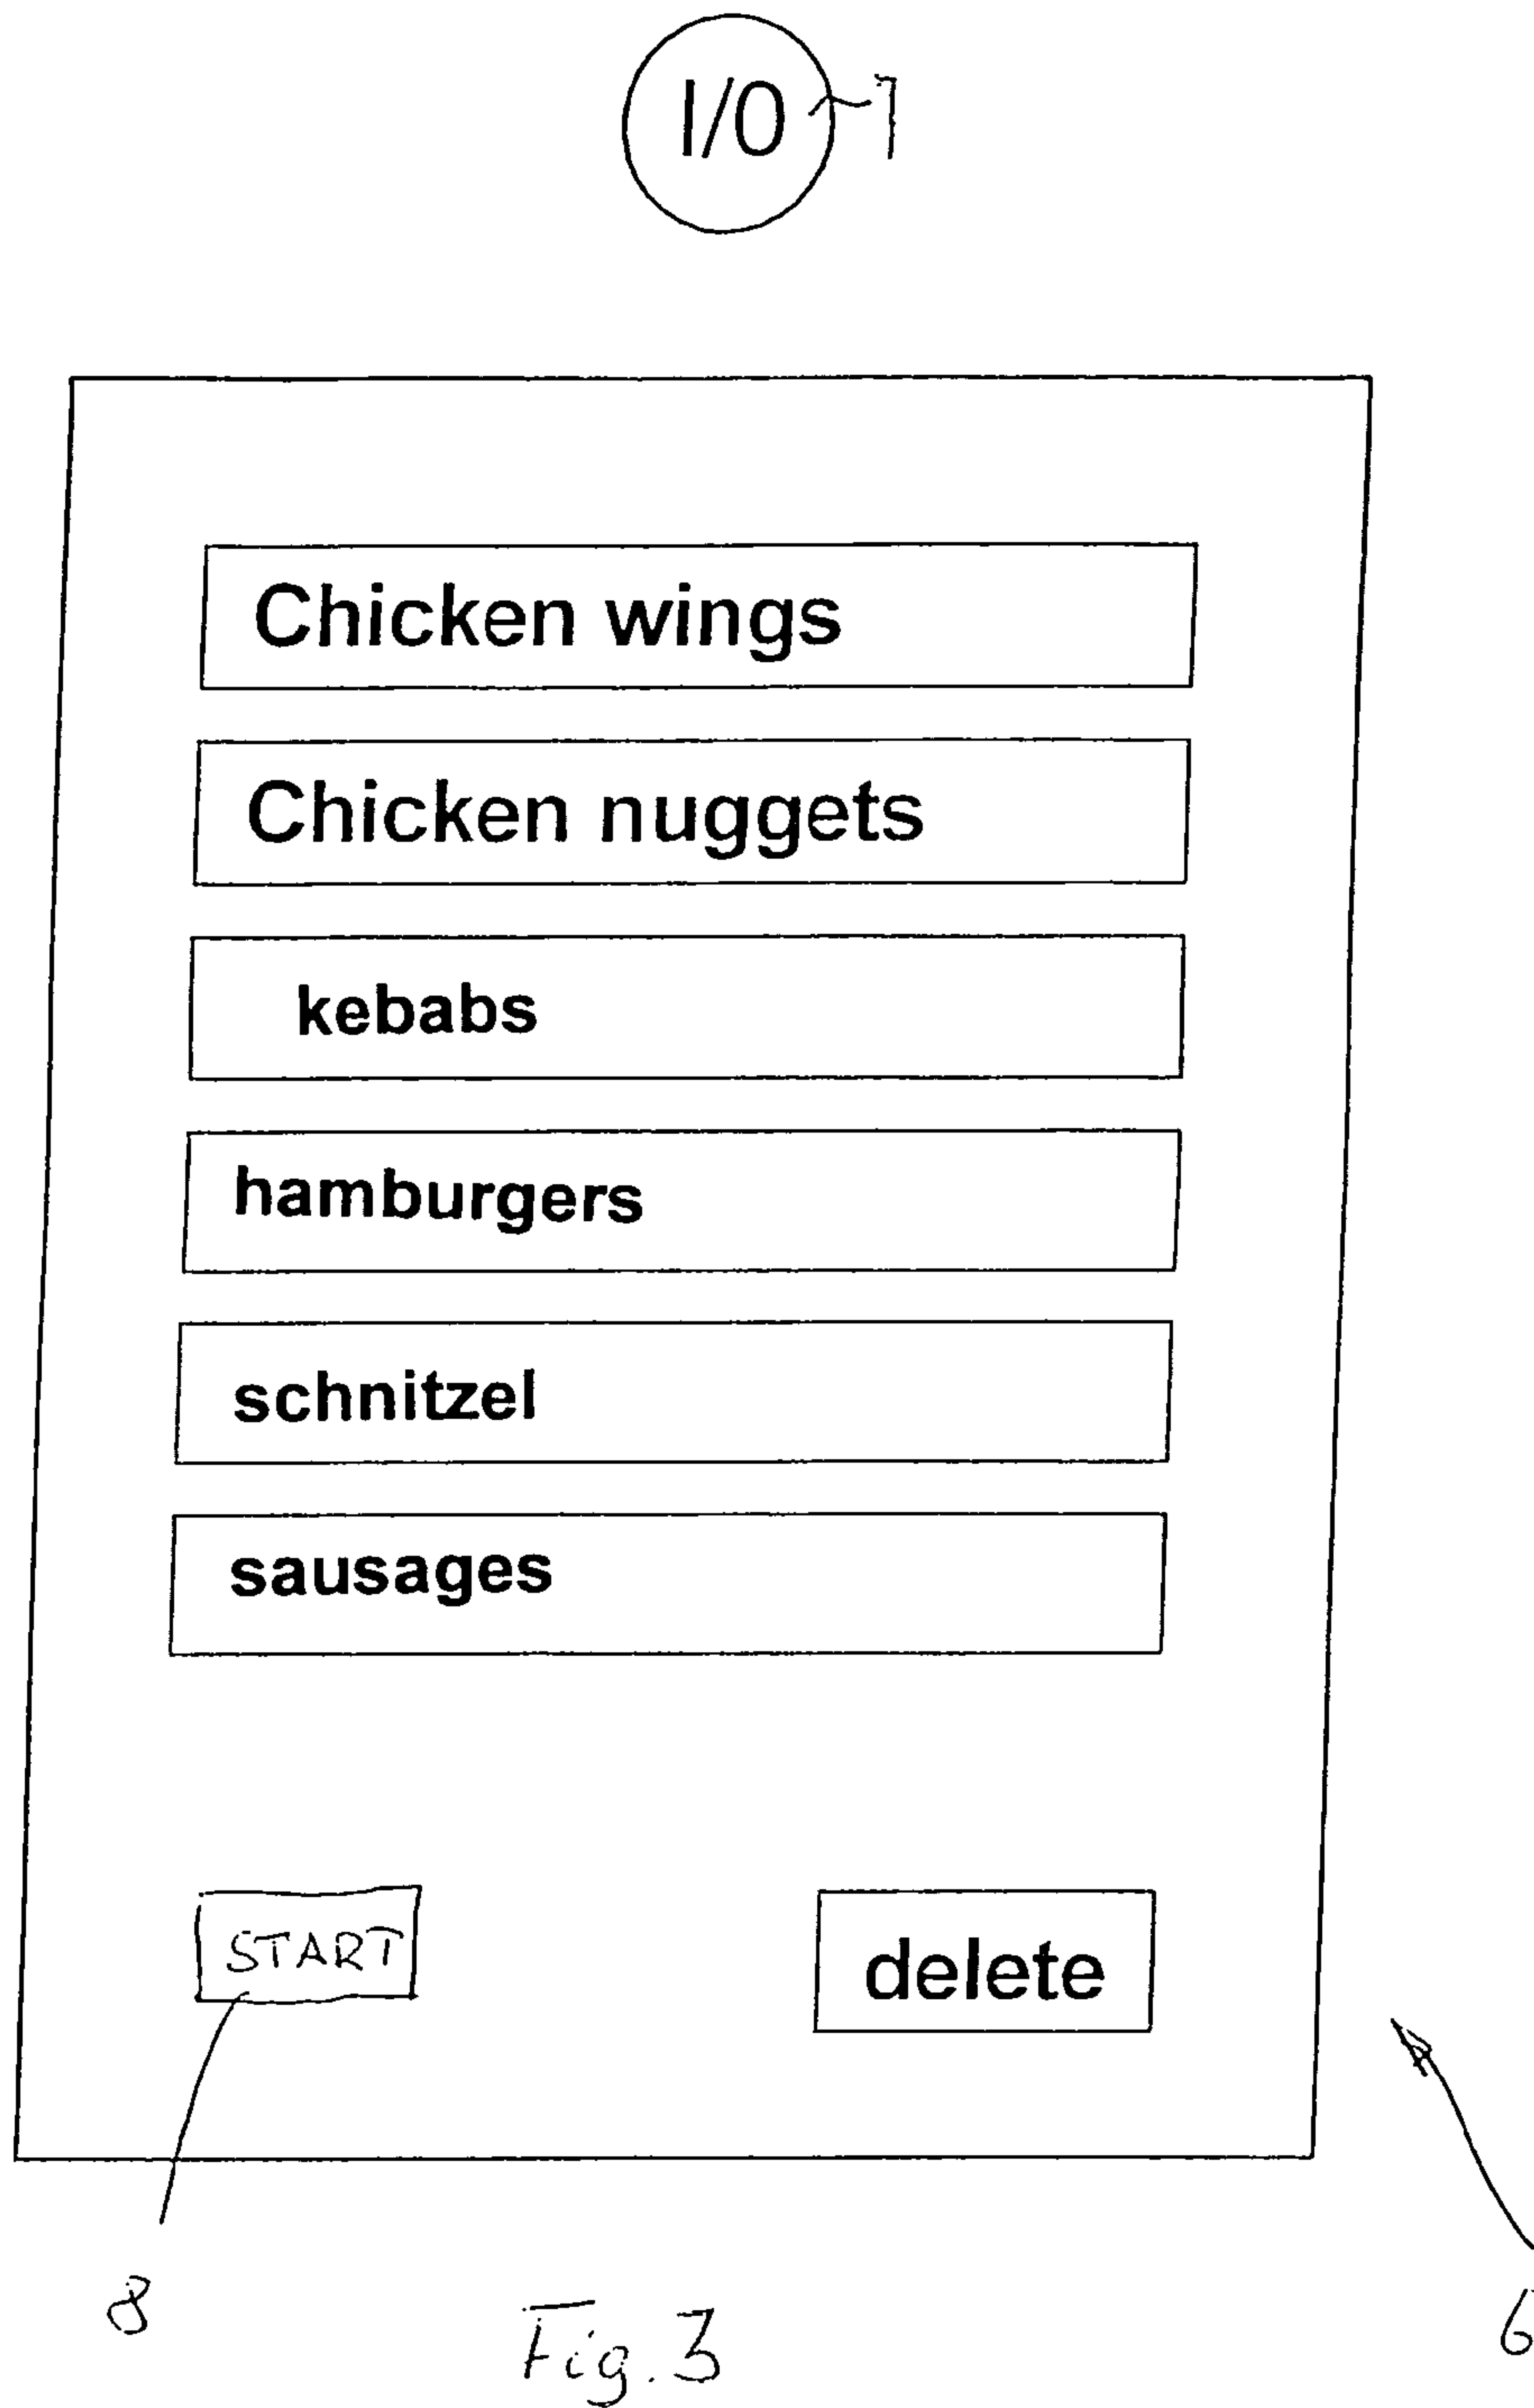 I/O 7
Chicken wings
Chicken nuggets
kebabs
hamburgers
schnitzel
sausages
START delete
8 6
Fig. 3